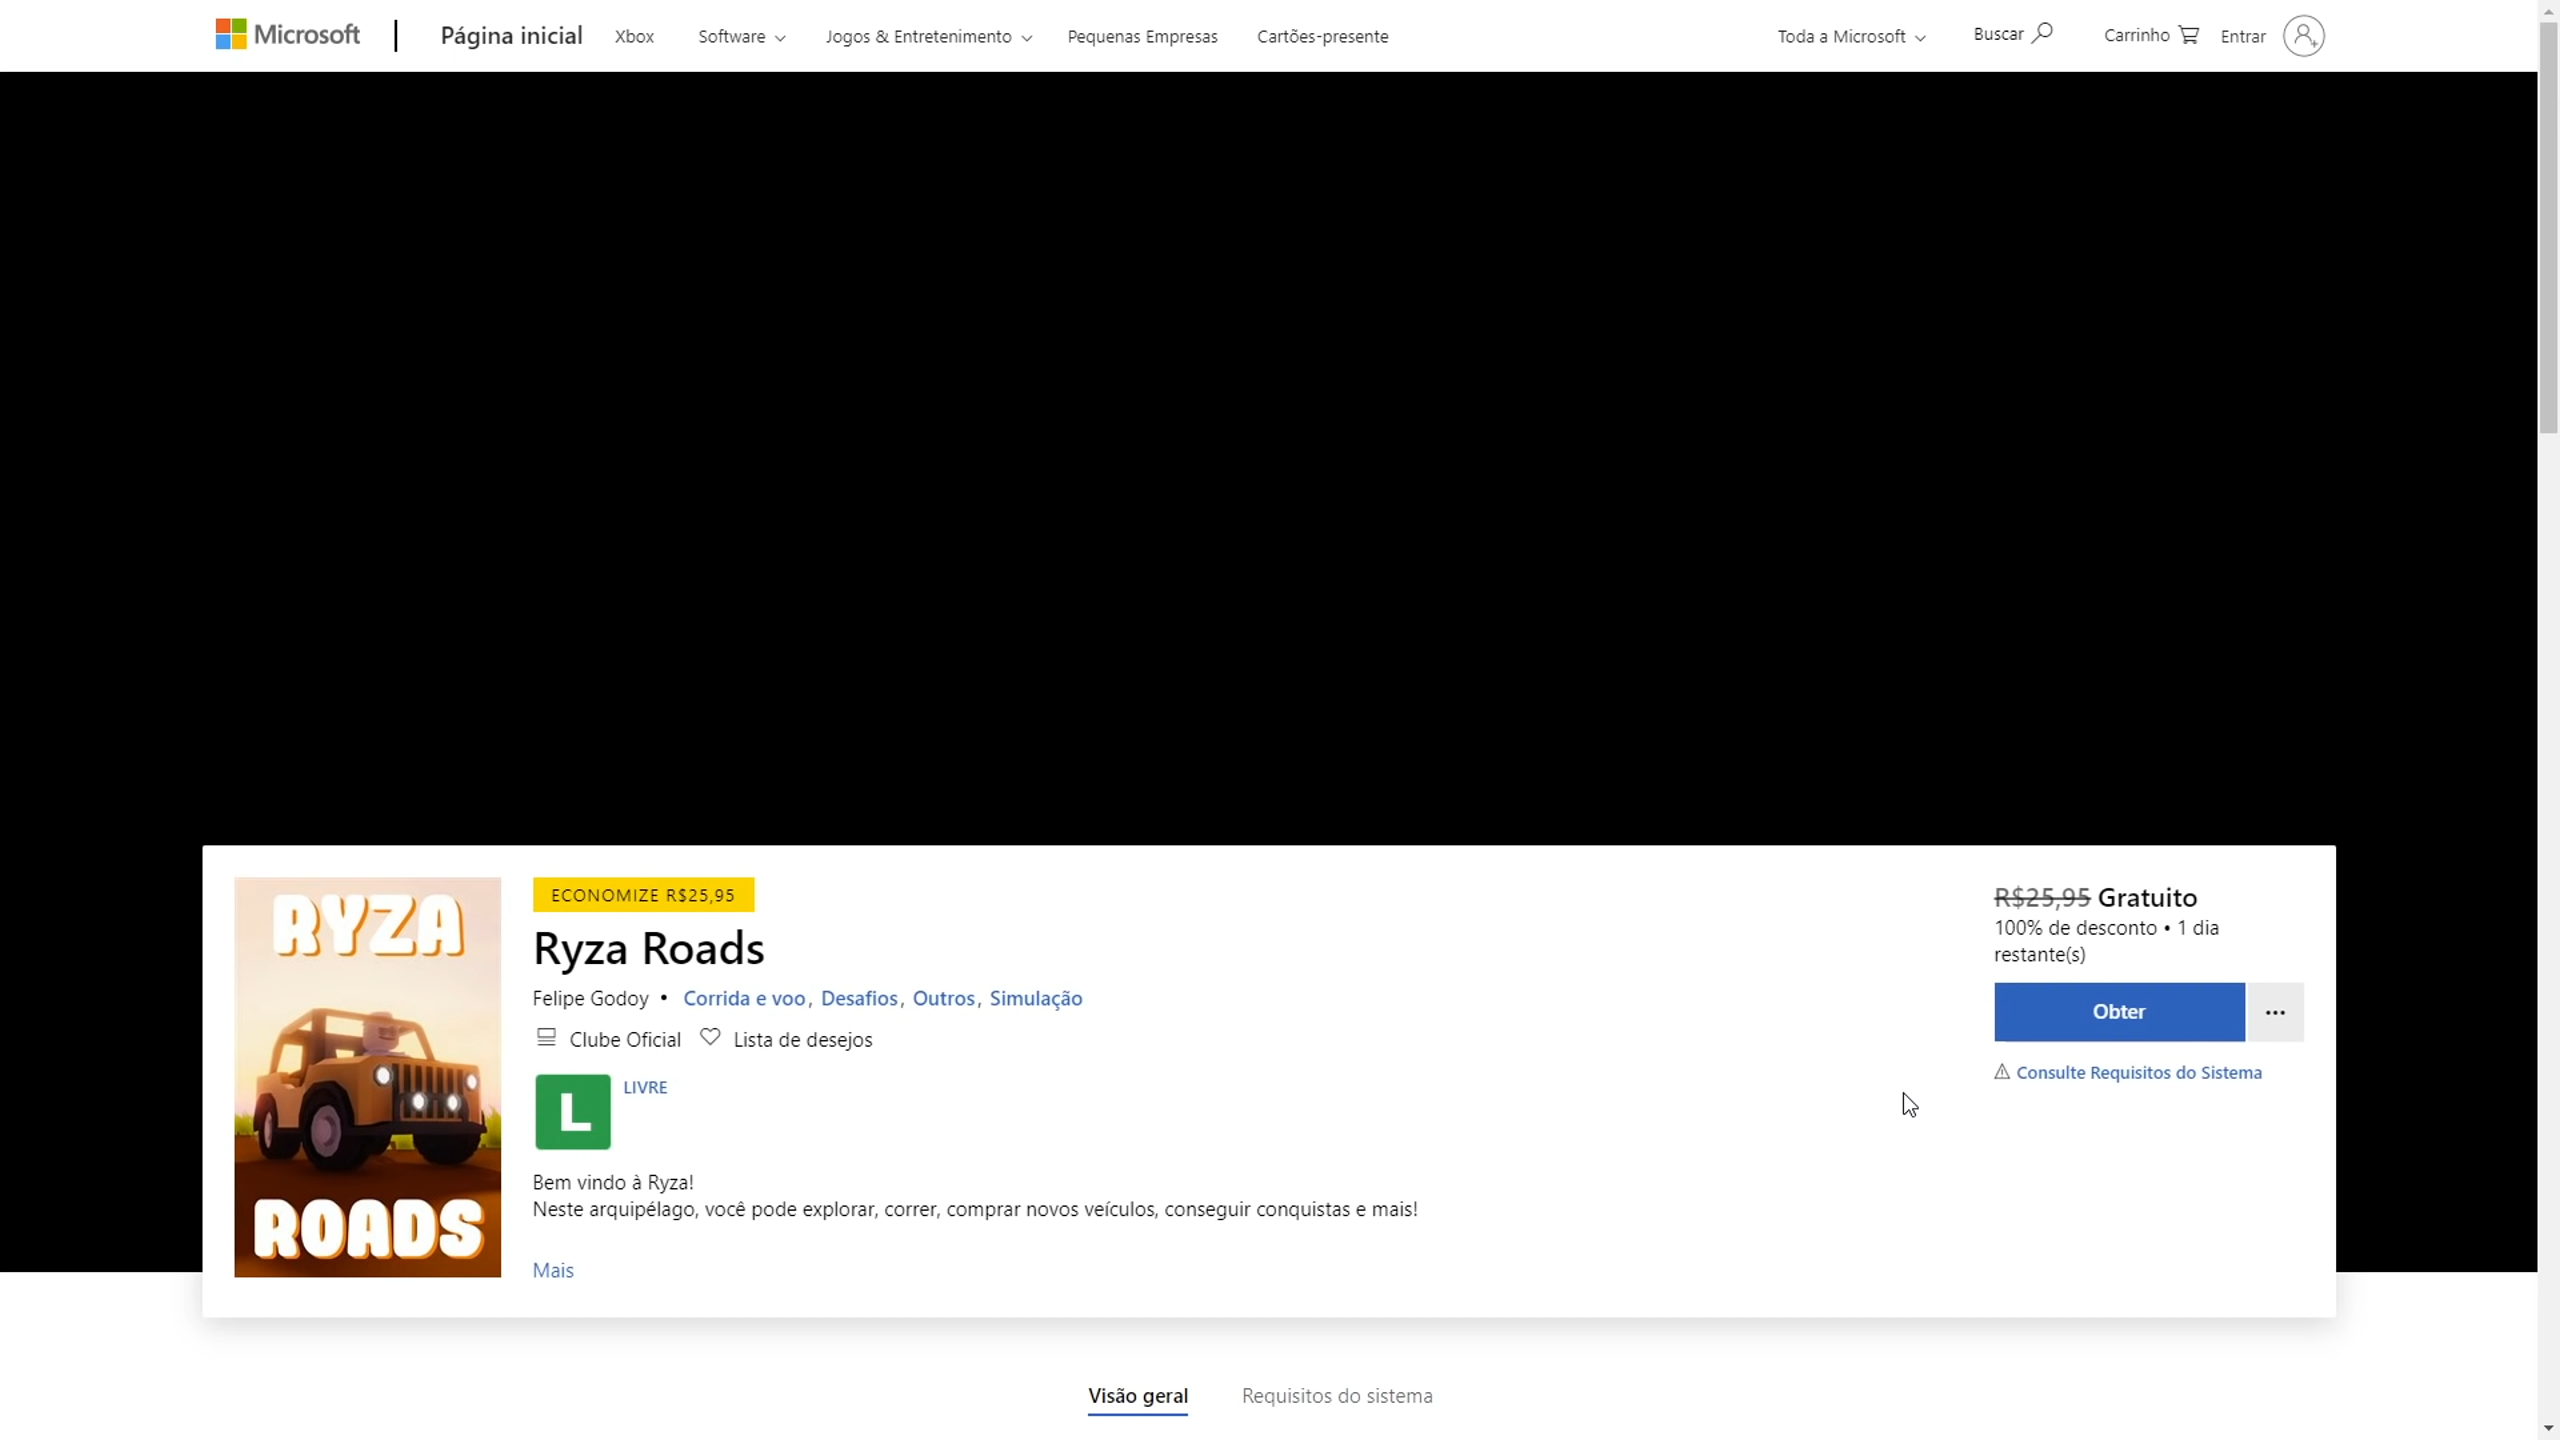 Microsoft
Página inicial
Xbox
Software
Jogos & Entretenimento
Pequenas Empresas
Cartões-presente
Toda a Microsoft
Buscar
Carrinho
Entrar
RYZA
ROADS
ECONOMIZE R$25,95
Ryza Roads
Felipe Godoy • Corrida e voo, Desafios, Outros, Simulação
Clube Oficial
Lista de desejos
L
LIVRE
Bem vindo à Ryza!
Neste arquipélago, você pode explorar, correr, comprar novos veículos, conseguir conquistas e mais!
Mais
R$25,95 Gratuito
100% de desconto • 1 dia
restante(s)
Obter
Consulte Requisitos do Sistema
Visão geral
Requisitos do sistema